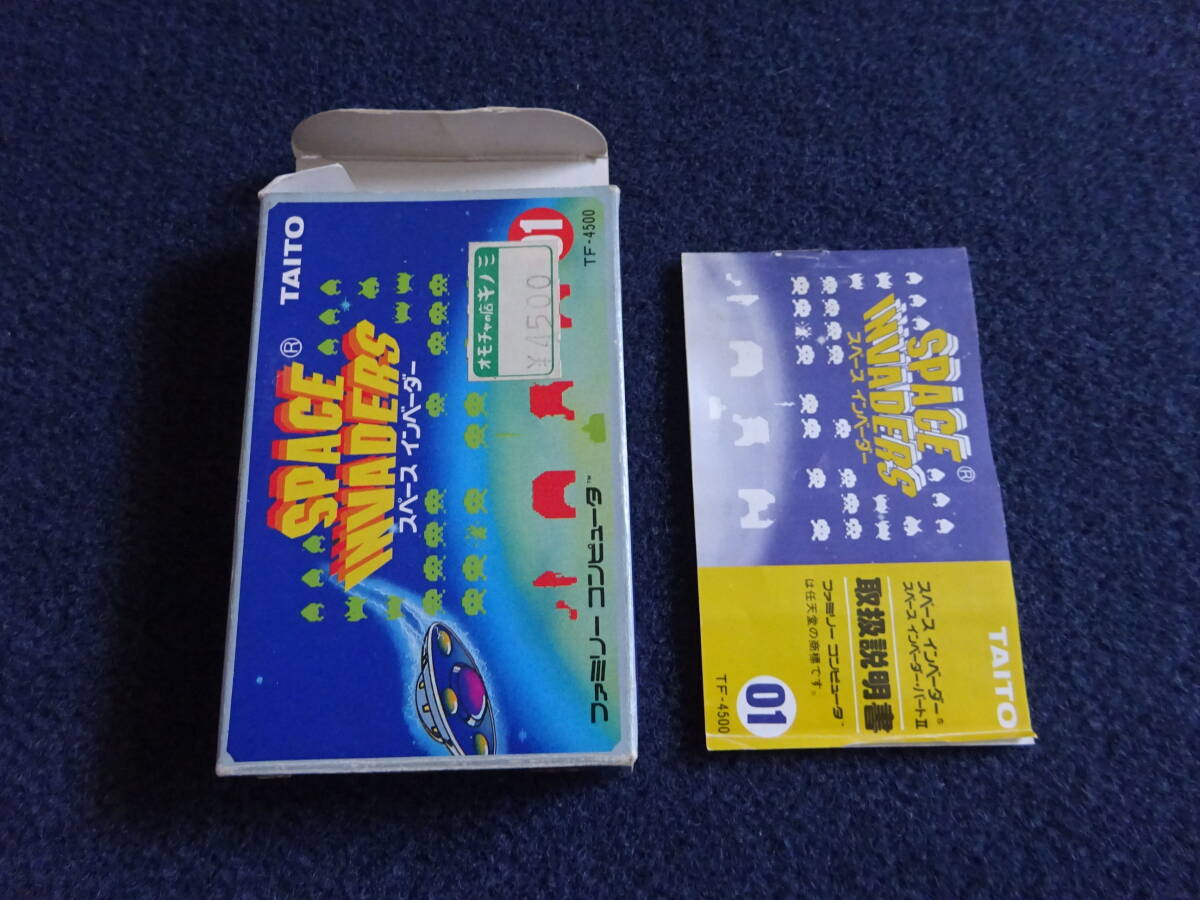 TAITO
SPACE ®
INVADERS
スペース インベーダー
オモチャの店キノミ
¥4500
01
TF-4500
ファミリー コンピュータ™
SPACE
INVADERS ®
スペース インベーダー
TAITO
スペース インベーダー®
スペース インベーダー・パートII
取扱説明書
ファミリー コンピュータ™
は任天堂の商標です。
01
TF-4500